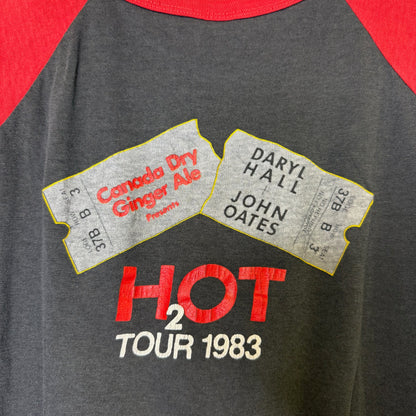 Canada Dry
Ginger Ale
Presents
37B B 3
DARYL
HALL
+
JOHN
OATES
37B B 3
H2OT
TOUR 1983